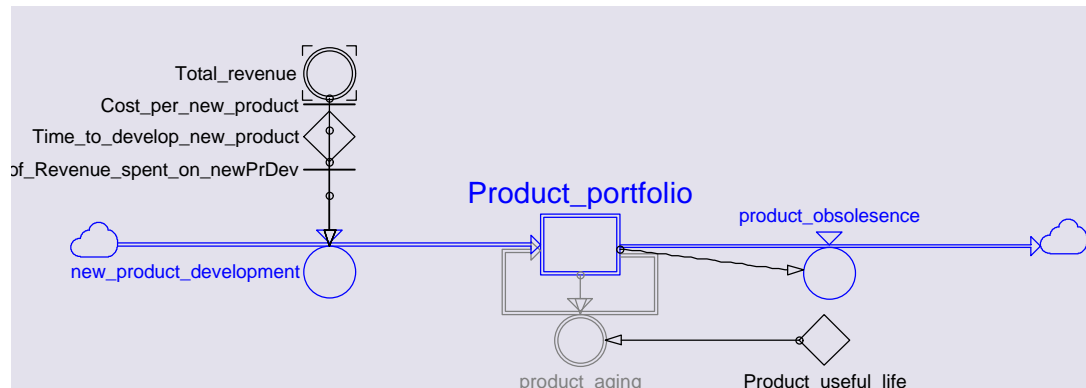 Total_revenue
Cost_per_new_product
Time_to_develop_new_product
of_Revenue_spent_on_newPrDev
Product_portfolio
product_obsolesence
new_product_development
product_aging
Product_useful_life